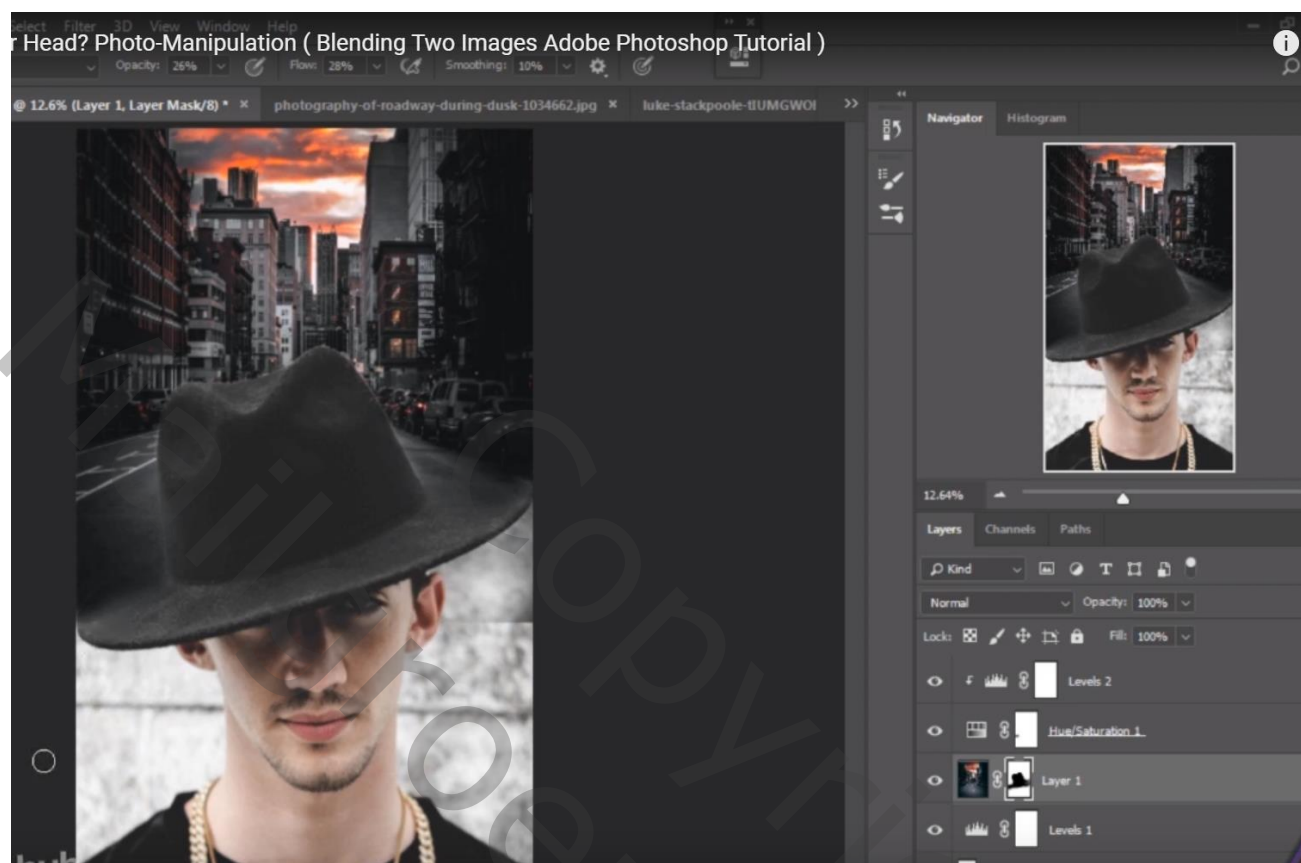 Select Filter 3D View Window Help
r Head? Photo-Manipulation ( Blending Two Images Adobe Photoshop Tutorial )
Opacity: 26% Flow: 28% Smoothing: 10%
@ 12.6% (Layer 1, Layer Mask/8) * × photography-of-roadway-during-dusk-1034662.jpg × luke-stackpoole-tIUMGWOI
Navigator Histogram
12.64%
Layers Channels Paths
Kind
Normal Opacity: 100%
Lock: Fill: 100%
Levels 2
Hue/Saturation 1
Layer 1
Levels 1